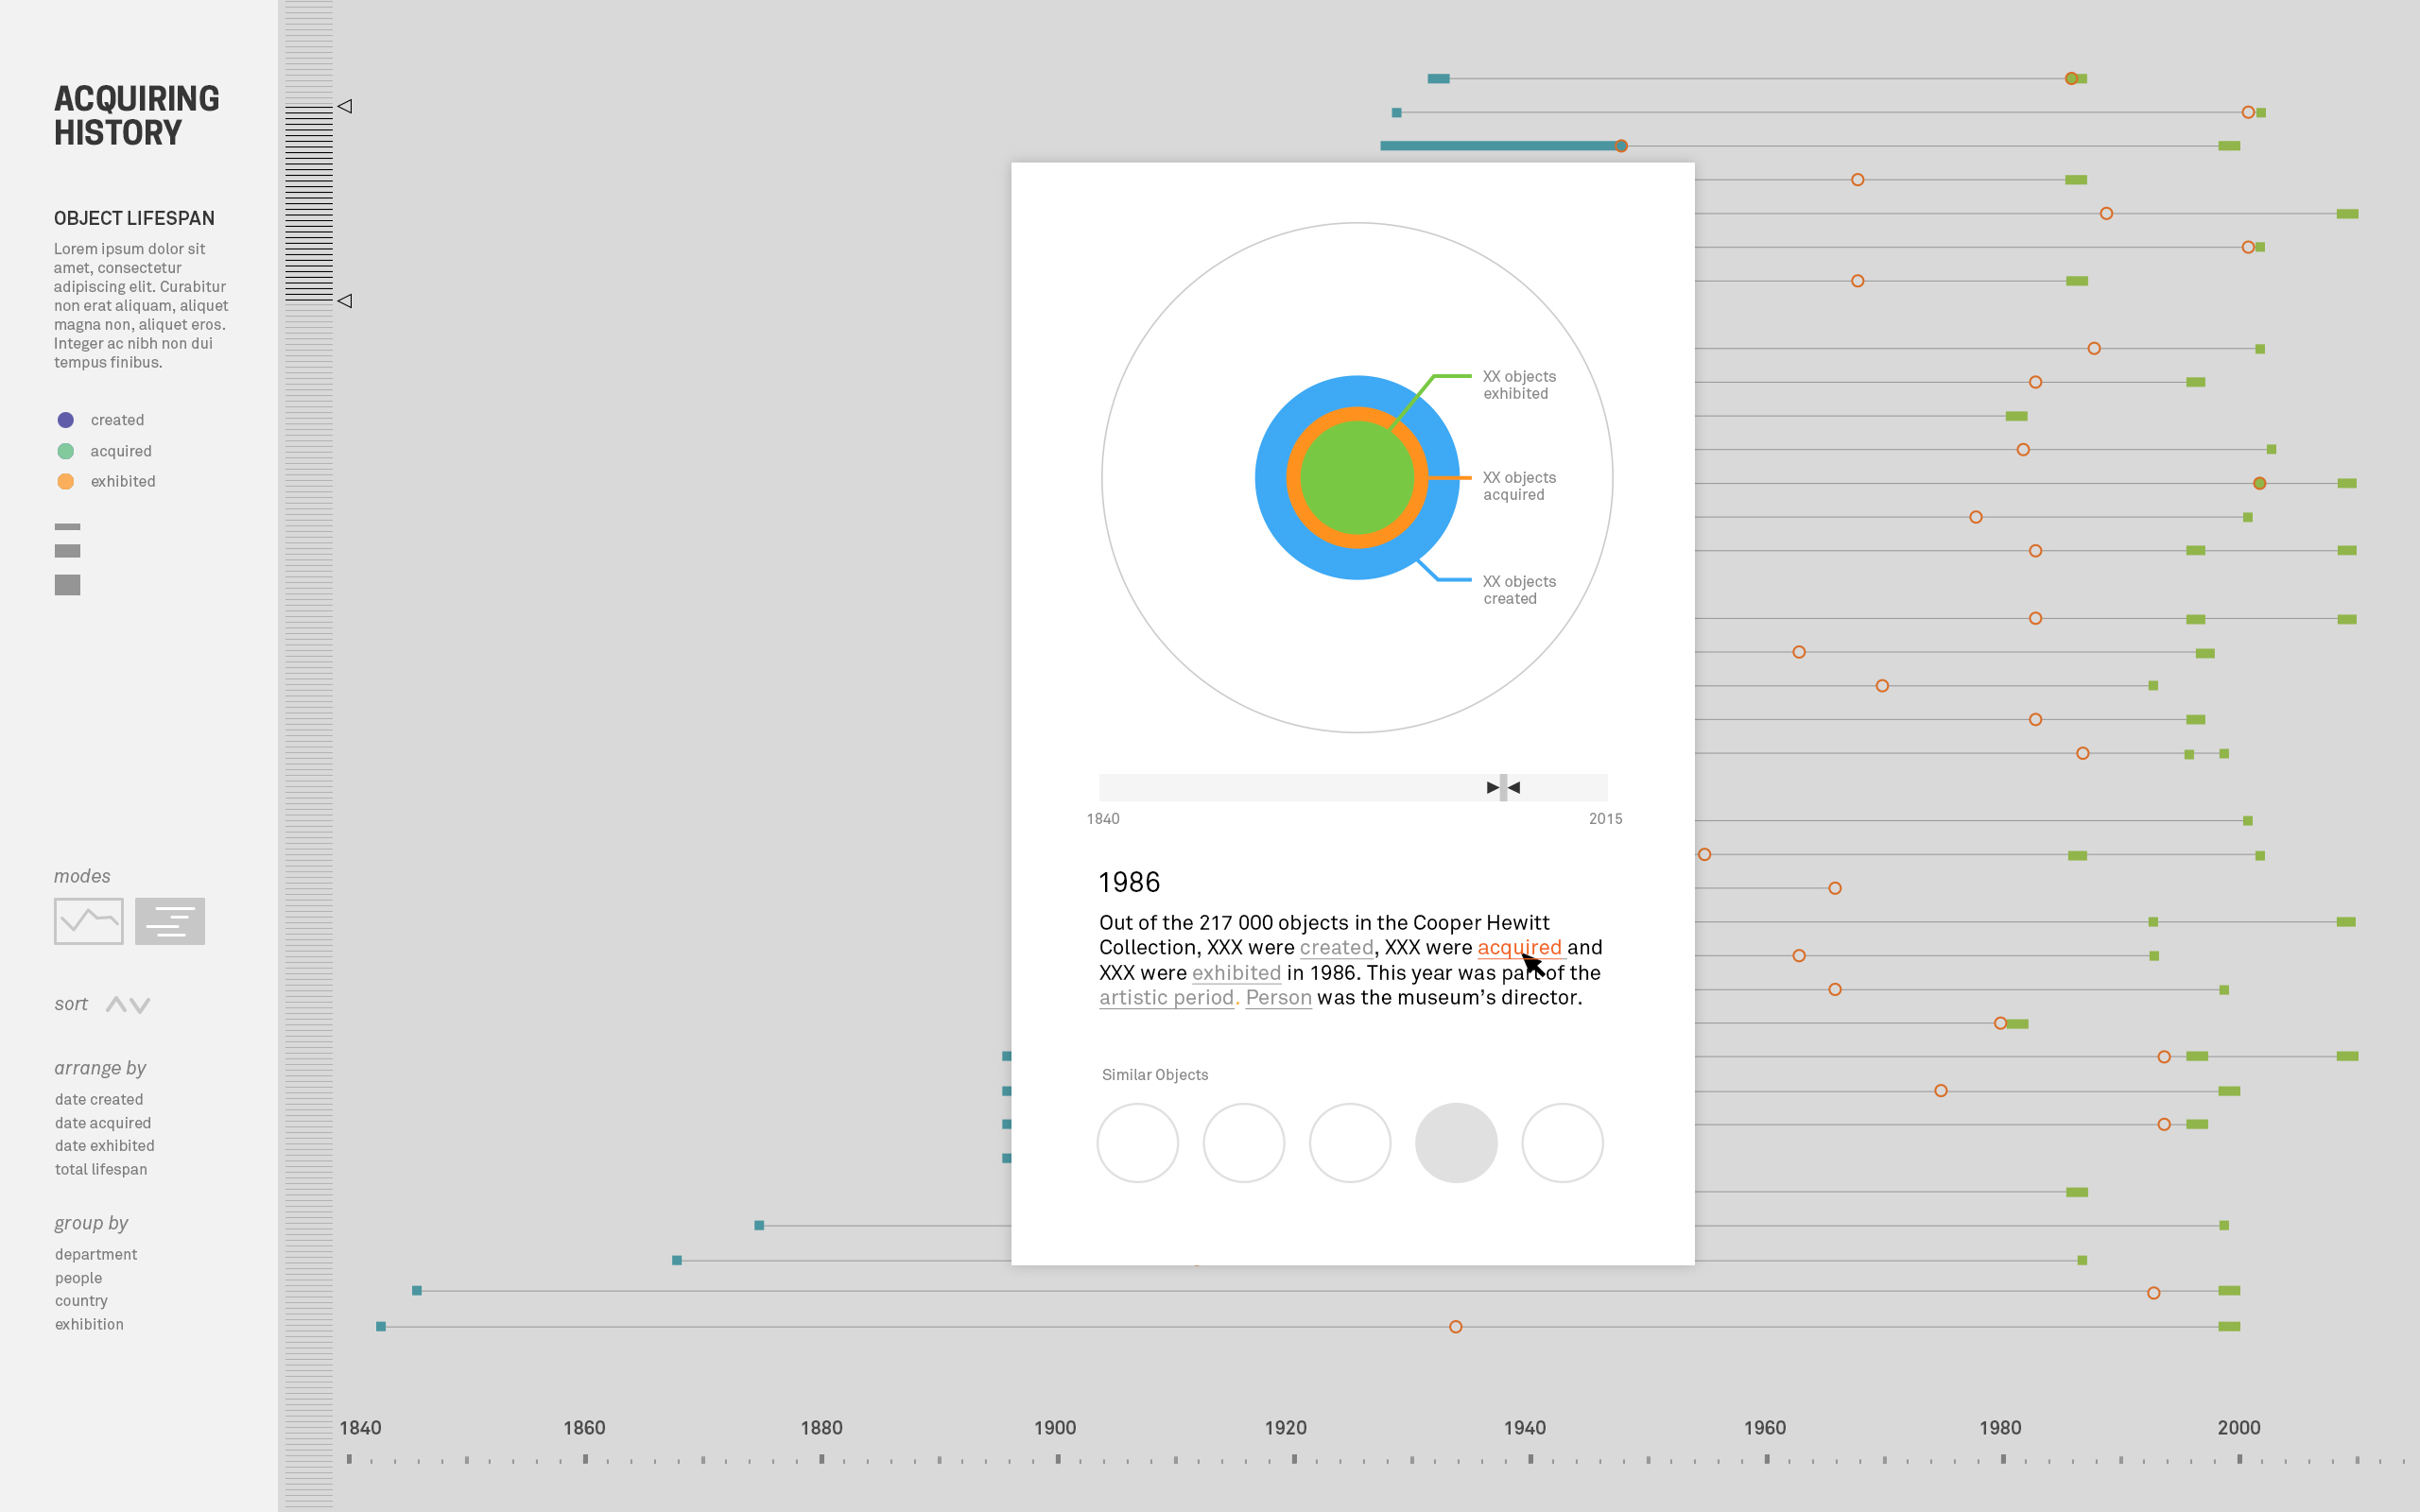 ACQUIRING
HISTORY
OBJECT LIFESPAN
Lorem ipsum dolor sit
amet, consectetur
adipiscing elit. Curabitur
non erat aliquam, aliquet
magna non, aliquet eros.
Integer ac nibh non dui
tempus finibus.
created
acquired
exhibited
modes
sort
arrange by
date created
date acquired
date exhibited
total lifespan
group by
department
people
country
exhibition
XX objects
exhibited
XX objects
acquired
XX objects
created
1840 2015
1986
Out of the 217 000 objects in the Cooper Hewitt
Collection, XXX were created, XXX were acquired and
XXX were exhibited in 1986. This year was part of the
artistic period. Person was the museum’s director.
Similar Objects
1840 1860 1880 1900 1920 1940 1960 1980 2000